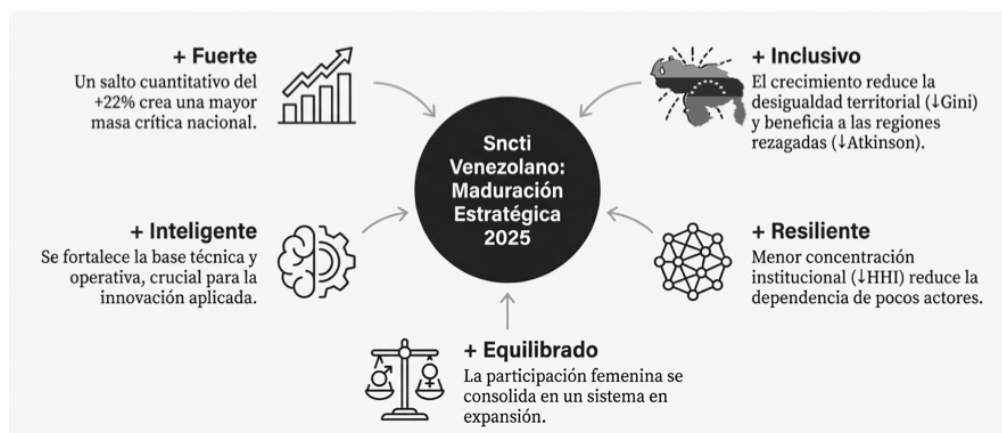 + Fuerte
Un salto cuantitativo del
+22% crea una mayor
masa crítica nacional.
+ Inclusivo
El crecimiento reduce la
desigualdad territorial (↓Gini)
y beneficia a las regiones
rezagadas (↓Atkinson).
Sncti
Venezolano:
Maduración
Estratégica
2025
+ Inteligente
Se fortalece la base técnica y
operativa, crucial para la
innovación aplicada.
+ Resiliente
Menor concentración
institucional (↓HHI) reduce la
dependencia de pocos actores.
+ Equilibrado
La participación femenina se
consolida en un sistema en
expansión.